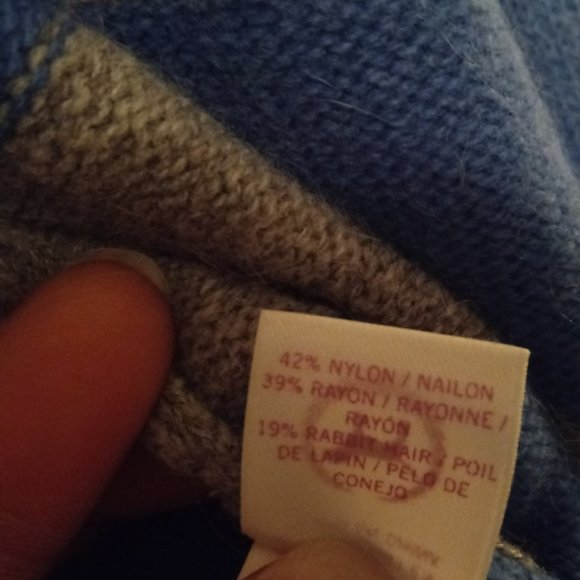 42% NYLON / NAILON
39% RAYON / RAYONNE /
RAYÓN
19% RABBIT HAIR / POIL
DE LAPIN / PELO DE
CONEJO